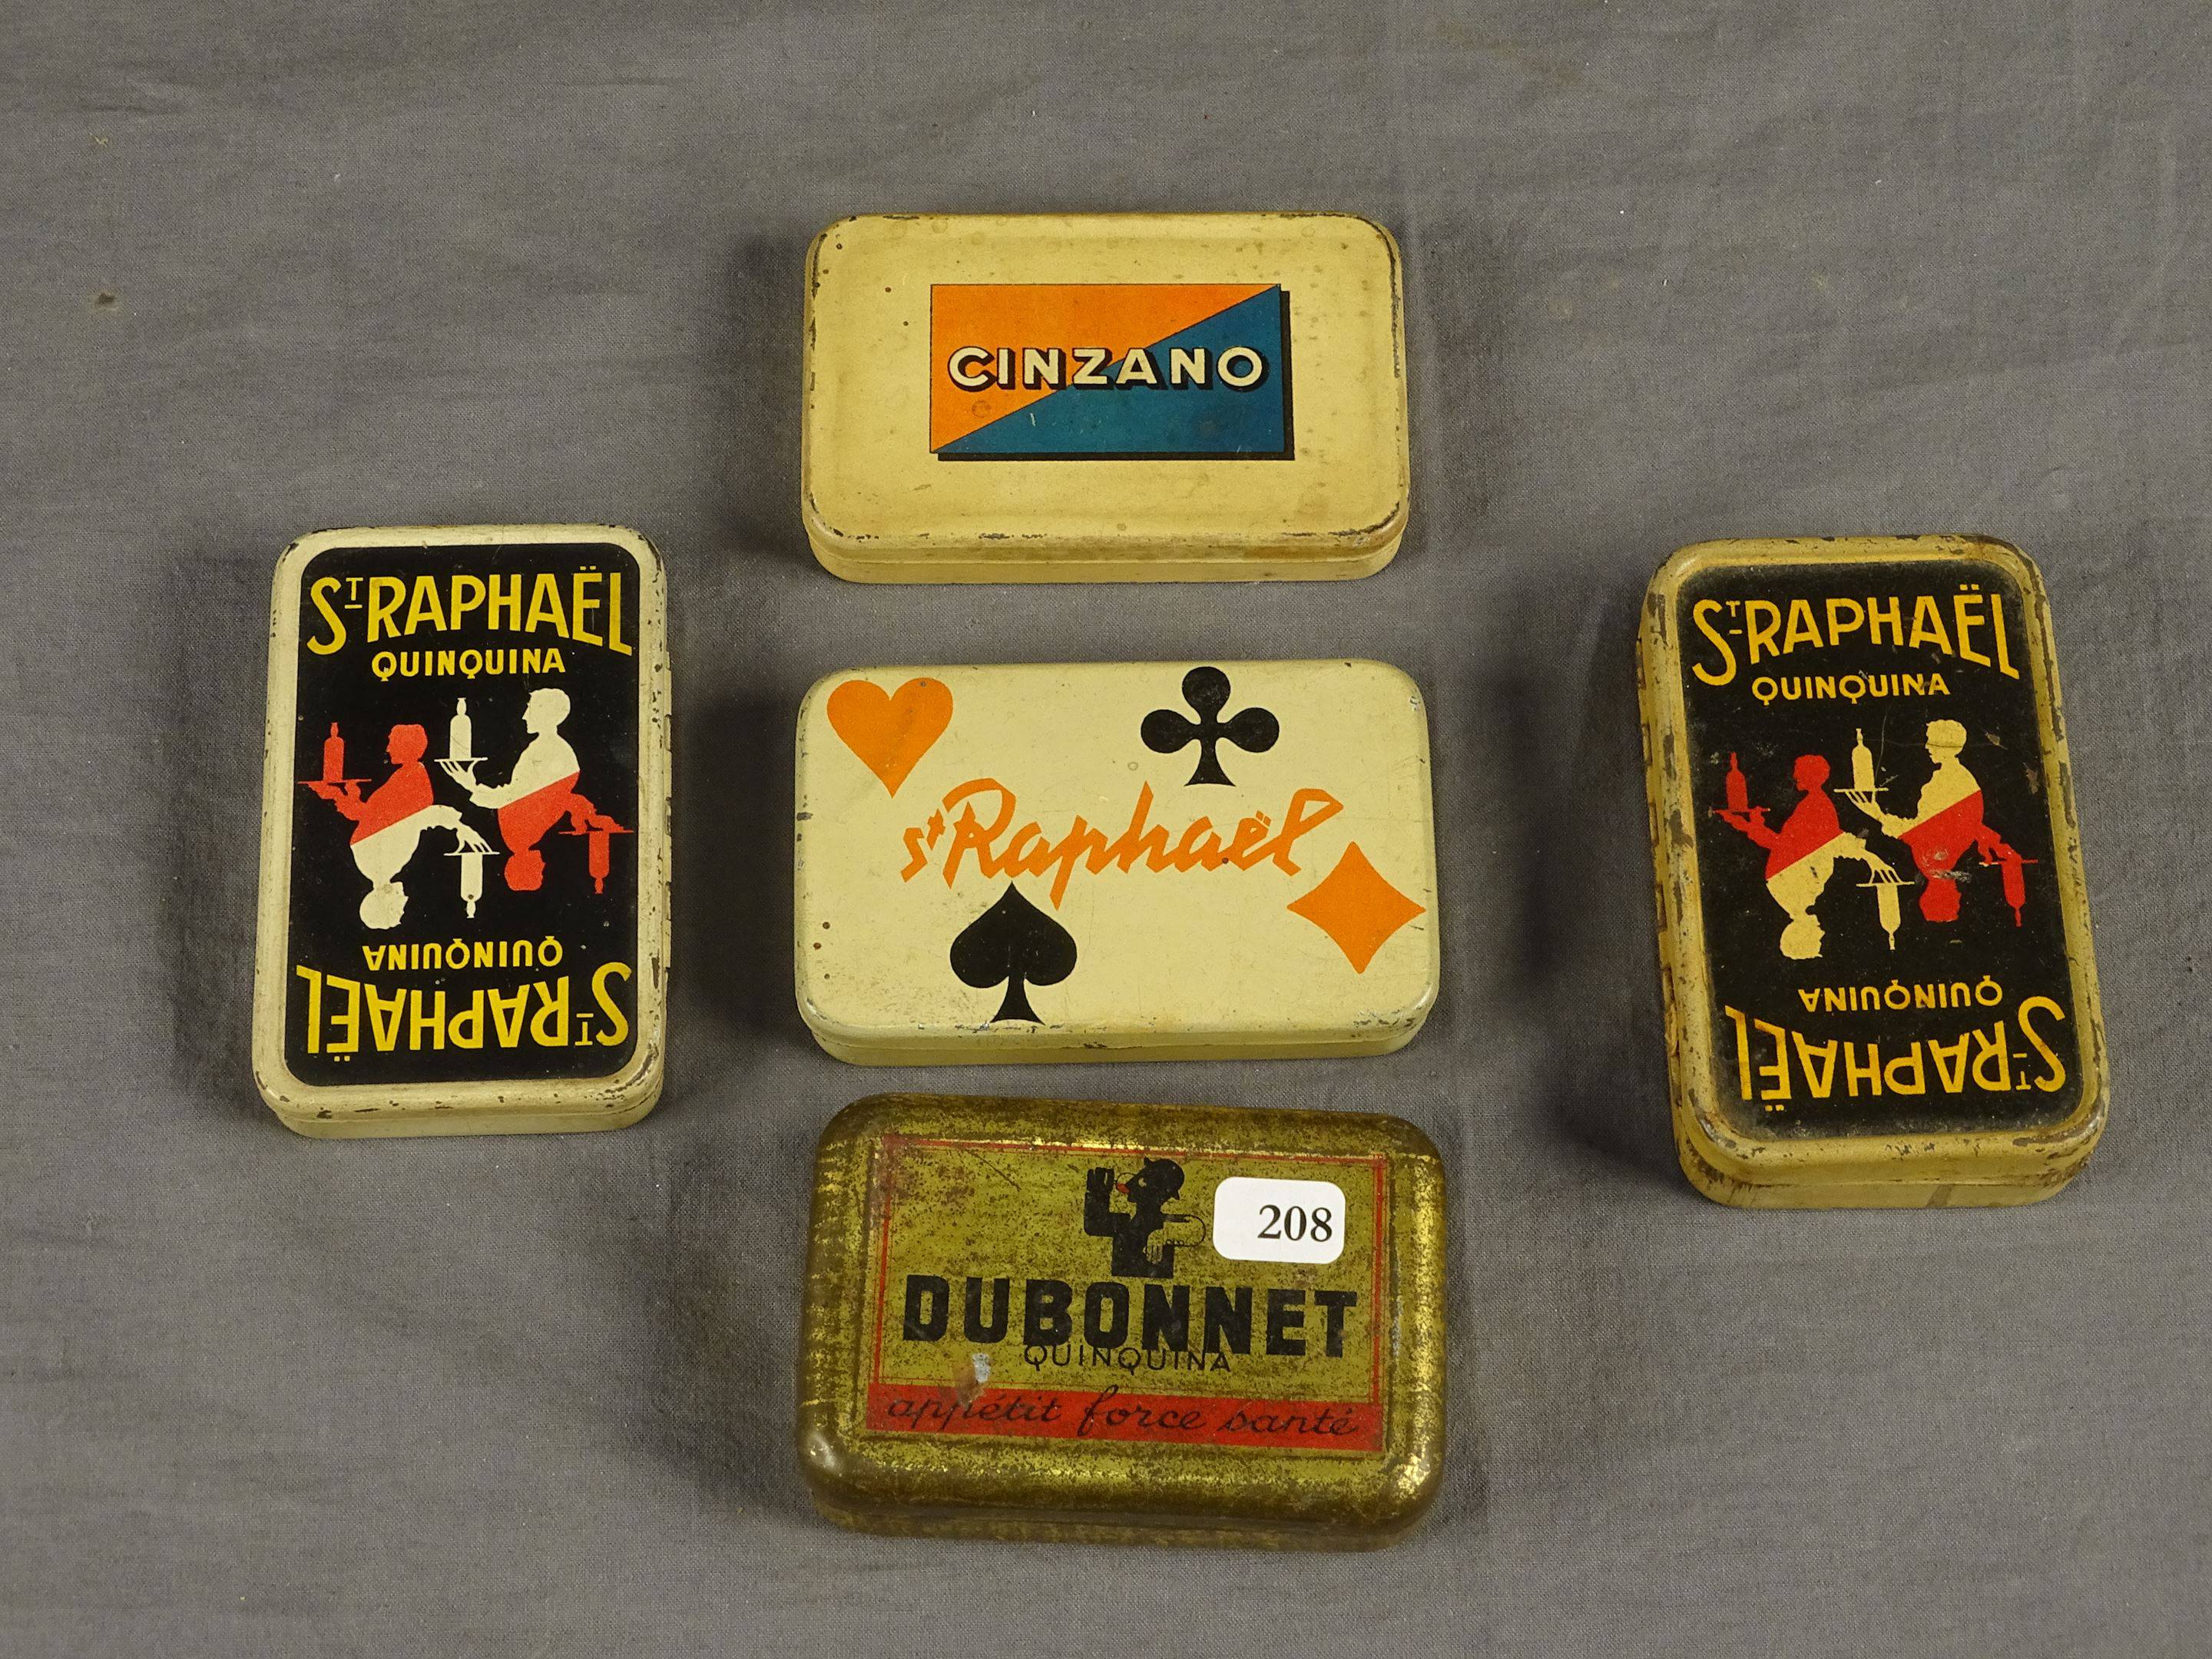 CINZANO
ST RAPHAËL
QUINQUINA
QUINQUINA
ST RAPHAËL
St Raphaël
ST RAPHAËL
QUINQUINA
QUINQUINA
ST RAPHAËL
208
DUBONNET
QUINQUINA
appétit force santé